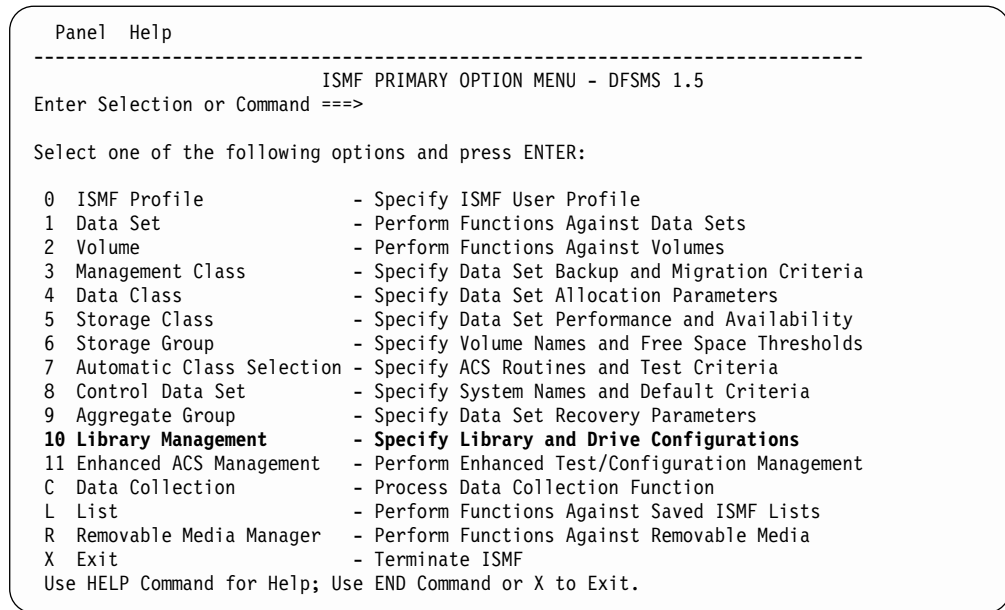 Panel Help
------------------------------------------------------------------------------
ISMF PRIMARY OPTION MENU - DFSMS 1.5
Enter Selection or Command ===>
Select one of the following options and press ENTER:
0 ISMF Profile - Specify ISMF User Profile
1 Data Set - Perform Functions Against Data Sets
2 Volume - Perform Functions Against Volumes
3 Management Class - Specify Data Set Backup and Migration Criteria
4 Data Class - Specify Data Set Allocation Parameters
5 Storage Class - Specify Data Set Performance and Availability
6 Storage Group - Specify Volume Names and Free Space Thresholds
7 Automatic Class Selection - Specify ACS Routines and Test Criteria
8 Control Data Set - Specify System Names and Default Criteria
9 Aggregate Group - Specify Data Set Recovery Parameters
10 Library Management - Specify Library and Drive Configurations
11 Enhanced ACS Management - Perform Enhanced Test/Configuration Management
C Data Collection - Process Data Collection Function
L List - Perform Functions Against Saved ISMF Lists
R Removable Media Manager - Perform Functions Against Removable Media
X Exit - Terminate ISMF
Use HELP Command for Help; Use END Command or X to Exit.